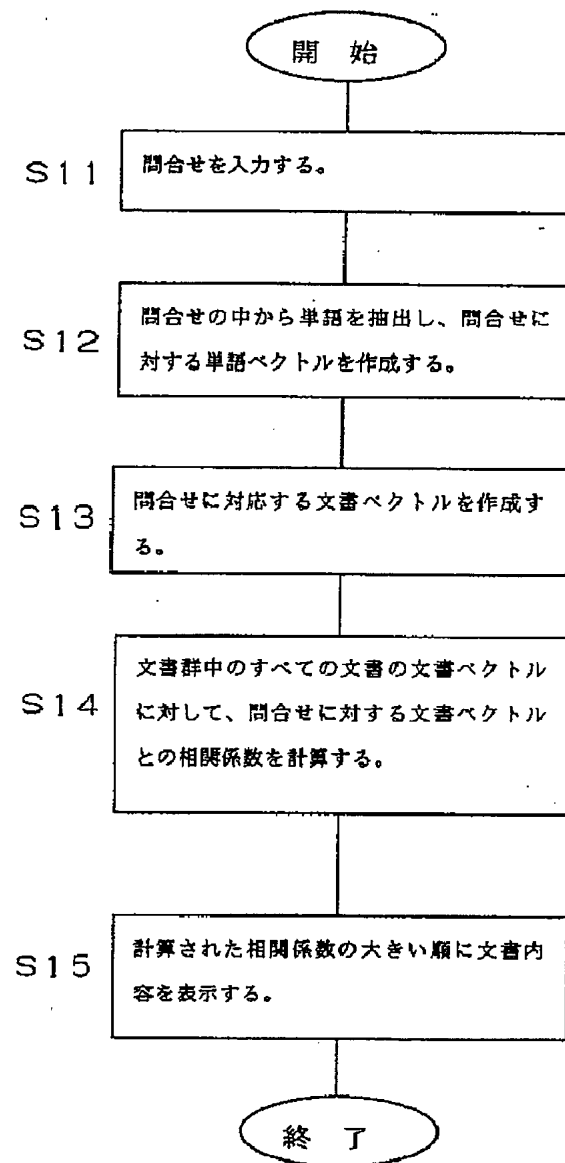 開 始
S11
問合せを入力する。
S12
問合せの中から単語を抽出し、問合せに
対する単語ベクトルを作成する。
S13
問合せに対応する文書ベクトルを作成す
る。
S14
文書群中のすべての文書の文書ベクトル
に対して、問合せに対する文書ベクトル
との相関係数を計算する。
S15
計算された相関係数の大きい順に文書内
容を表示する。
終 了